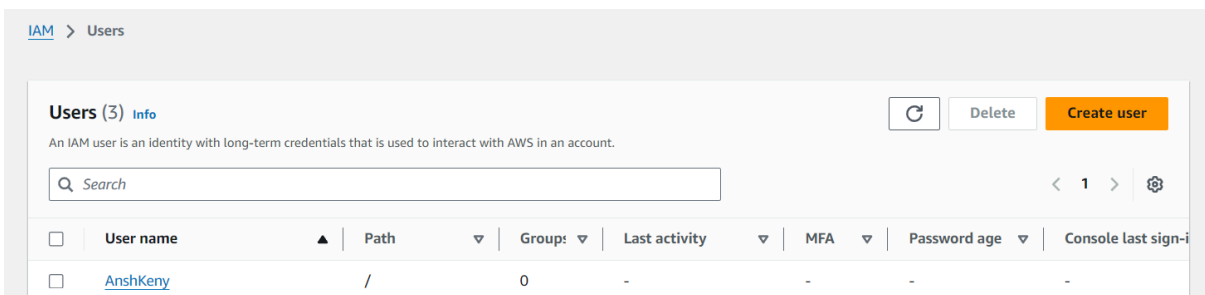 IAM > Users
Users (3) Info
Delete
Create user
An IAM user is an identity with long-term credentials that is used to interact with AWS in an account.
Search
1
User name Path Groups Last activity MFA Password age Console last sign-i
AnshKeny / 0 - - - -